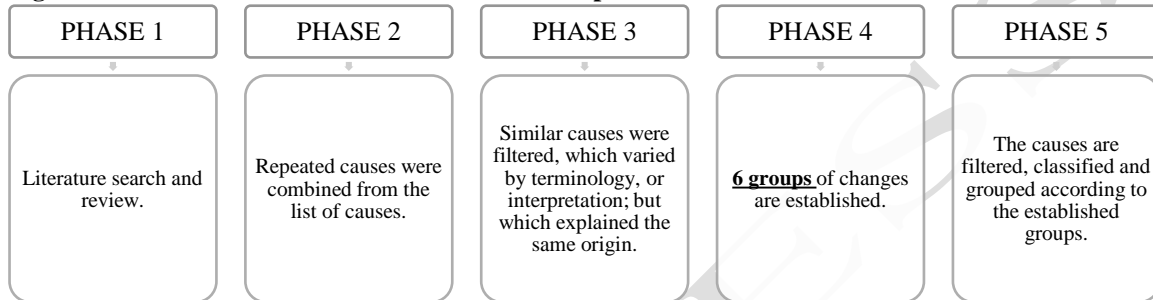 PHASE 1
Literature search and
review.
PHASE 2
Repeated causes were
combined from the
list of causes.
PHASE 3
Similar causes were
filtered, which varied
by terminology, or
interpretation; but
which explained the
same origin.
PHASE 4
6 groups of changes
are established.
PHASE 5
The causes are
filtered, classified and
grouped according to
the established
groups.